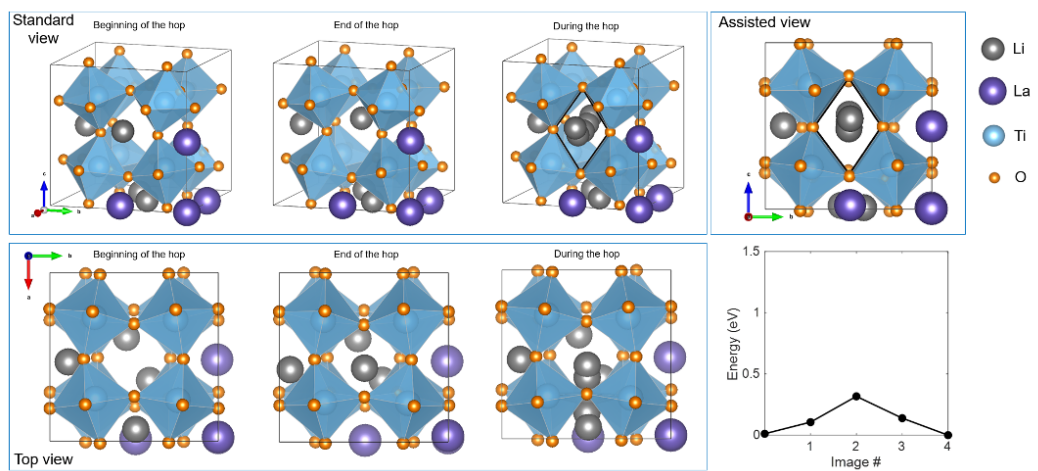 Standard
view
Beginning of the hop
End of the hop
During the hop
c
a
b
Assisted view
c
b
Li
La
Ti
O
b
a
Beginning of the hop
End of the hop
During the hop
Top view
1.5
1
0.5
0
Energy (eV)
1
2
3
4
Image #